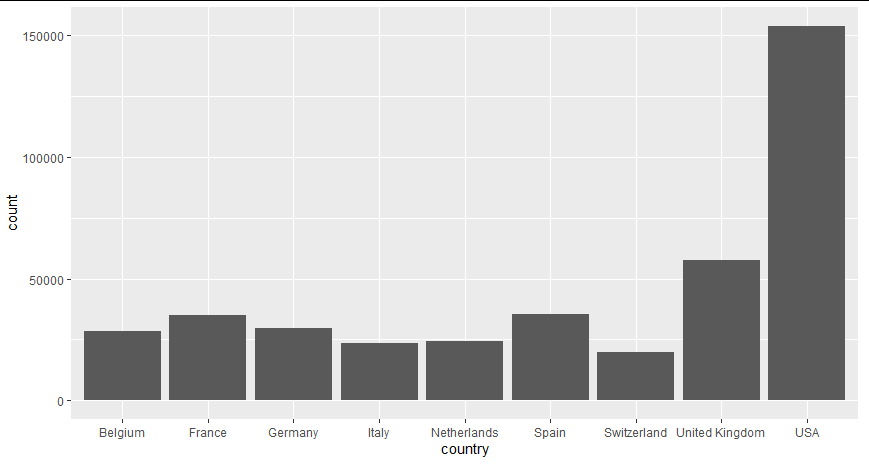 150000
100000
50000
0
count
Belgium France Germany Italy Netherlands Spain Switzerland United Kingdom USA
country